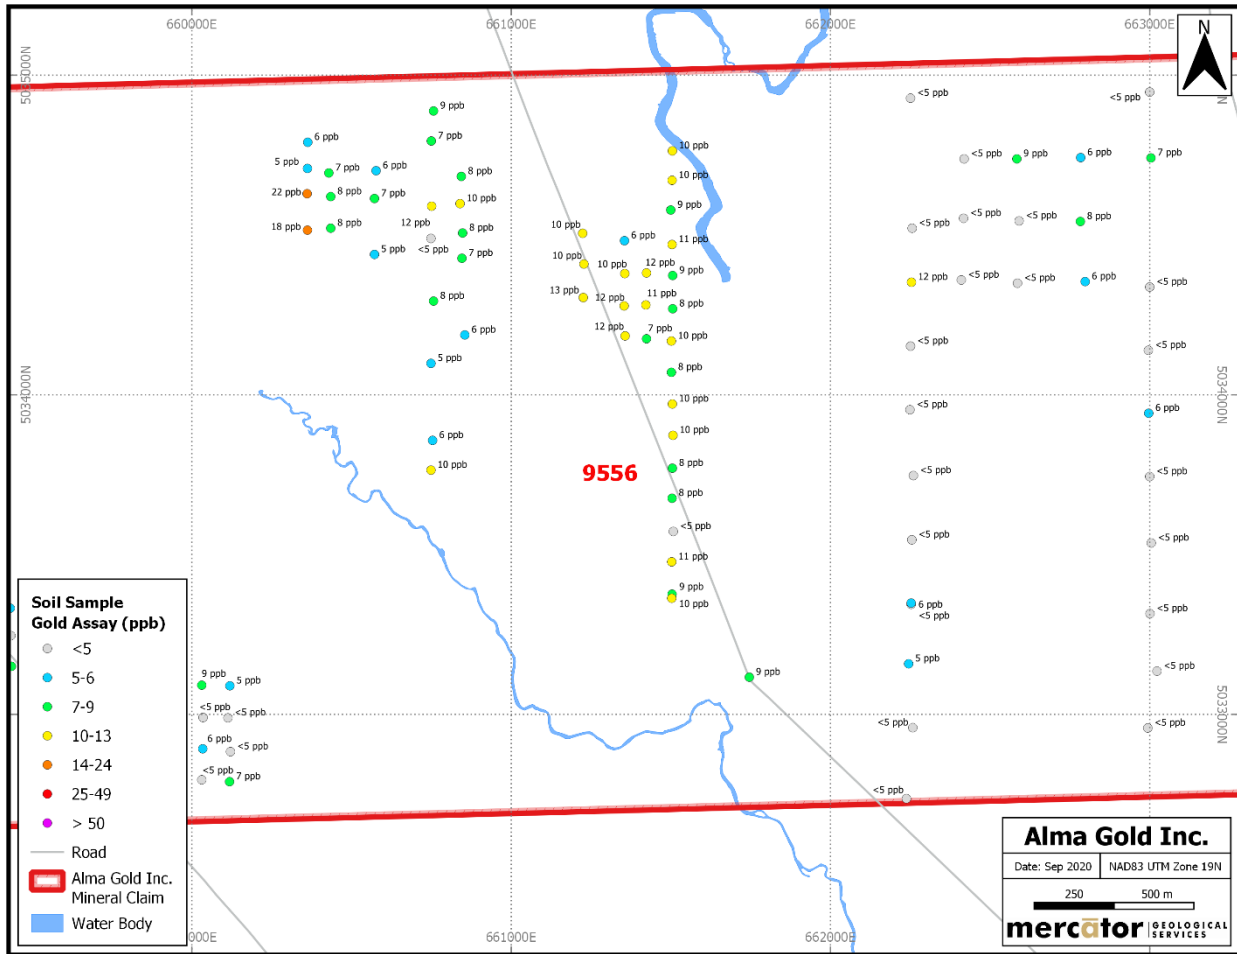 660000E
661000E
662000E
663000E
N
5035000N
N
<5 ppb
<5 ppb
9 ppb
6 ppb
7 ppb
10 ppb
5 ppb
7 ppb
6 ppb
8 ppb
10 ppb
<5 ppb
9 ppb
6 ppb
7 ppb
22 ppb
8 ppb
7 ppb
10 ppb
9 ppb
18 ppb
8 ppb
12 ppb
8 ppb
10 ppb
6 ppb
11 ppb
<5 ppb
<5 ppb
<5 ppb
8 ppb
5 ppb
<5 ppb
7 ppb
10 ppb
10 ppb
12 ppb
9 ppb
12 ppb
<5 ppb
<5 ppb
6 ppb
<5 ppb
8 ppb
13 ppb
12 ppb
11 ppb
8 ppb
6 ppb
12 ppb
7 ppb
10 ppb
<5 ppb
<5 ppb
5 ppb
8 ppb
5034000N
5034000N
10 ppb
<5 ppb
6 ppb
6 ppb
10 ppb
10 ppb
8 ppb
9556
<5 ppb
<5 ppb
8 ppb
<5 ppb
<5 ppb
<5 ppb
11 ppb
9 ppb
10 ppb
6 ppb
<5 ppb
<5 ppb
9 ppb
5 ppb
9 ppb
5 ppb
<5 ppb
<5 ppb
<5 ppb
<5 ppb
<5 ppb
5033000N
6 ppb
<5 ppb
<5 ppb
7 ppb
<5 ppb
Soil Sample
Gold Assay (ppb)
<5
5-6
7-9
10-13
14-24
25-49
> 50
Road
Alma Gold Inc.
Mineral Claim
Water Body
000E
661000E
662000E
Alma Gold Inc.
Date: Sep 2020
NAD83 UTM Zone 19N
250
500 m
mercator
GEOLOGICAL
SERVICES